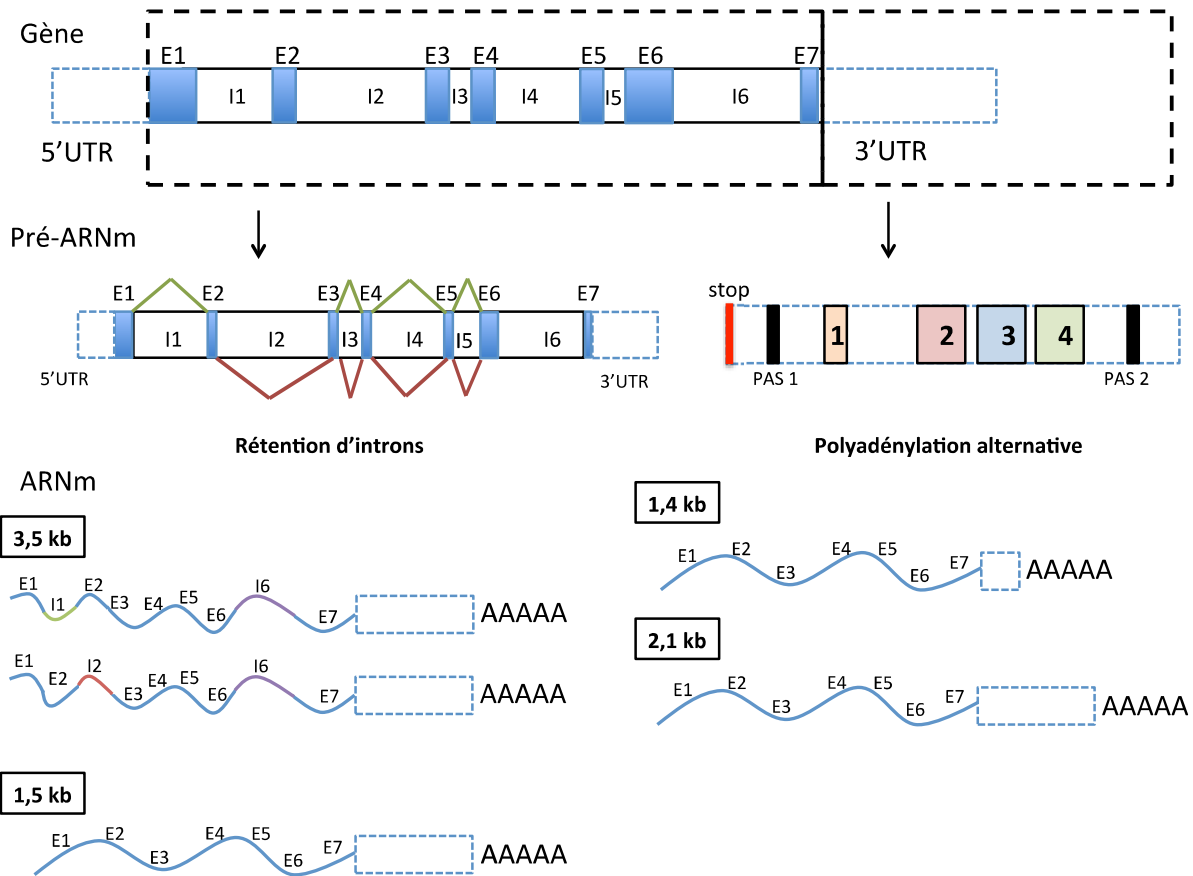 Gène
E1 E2 E3 E4 E5 E6 E7
I1 I2 I3 I4 I5 I6
5’UTR 3’UTR
Pré-ARNm
E1 E2 E3 E4 E5 E6 E7
I1 I2 I3 I4 I5 I6
5’UTR 3’UTR
stop
1 2 3 4
PAS 1 PAS 2
Rétention d’introns
Polyadénylation alternative
ARNm
3,5 kb
E1 I1 E2 E3 E4 E5 E6 I6 E7 AAAAA
E1 E2 I2 E3 E4 E5 E6 I6 E7 AAAAA
1,5 kb
E1 E2 E3 E4 E5 E6 E7 AAAAA
1,4 kb
E1 E2 E3 E4 E5 E6 E7 AAAAA
2,1 kb
E1 E2 E3 E4 E5 E6 E7 AAAAA